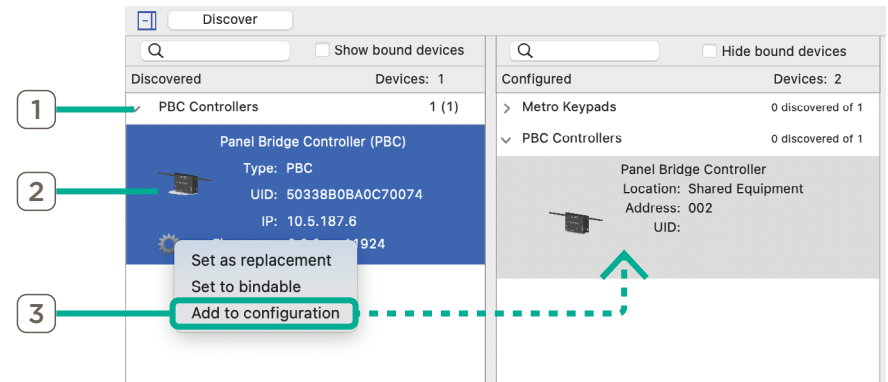 Discover
Show bound devices
Discovered Devices: 1
1
PBC Controllers 1 (1)
Panel Bridge Controller (PBC)
Type: PBC
2
UID: 50338B0BA0C70074
IP: 10.5.187.6
11924
Set as replacement
Set to bindable
3
Add to configuration
Hide bound devices
Configured Devices: 2
Metro Keypads 0 discovered of 1
PBC Controllers 0 discovered of 1
Panel Bridge Controller
Location: Shared Equipment
Address: 002
UID: